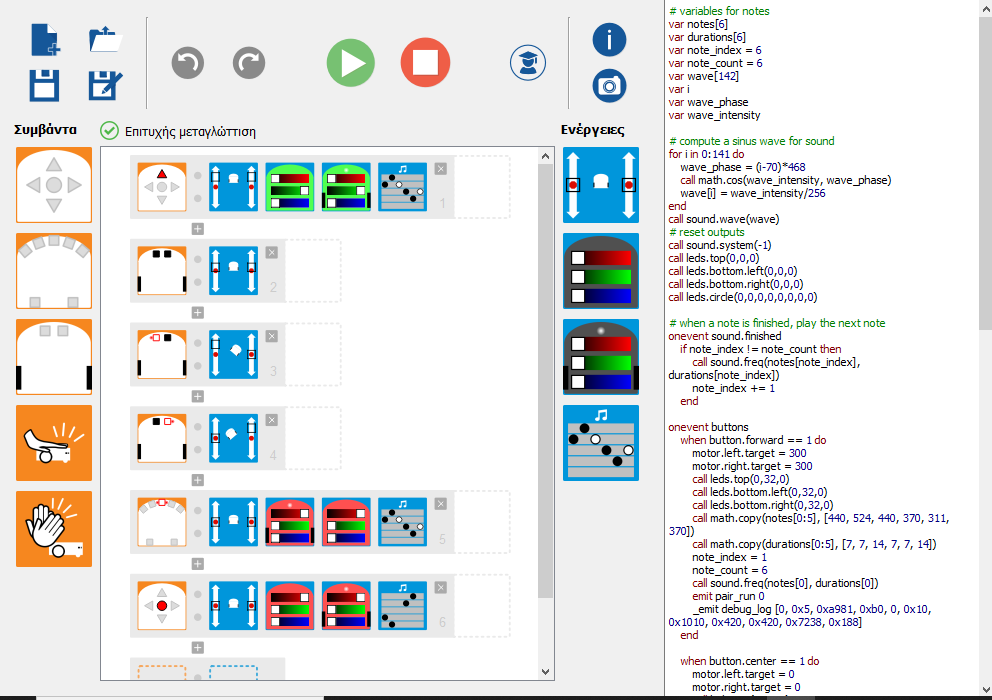 Συμβάντα
Επιτυχής μεταγλώττιση
Ενέργειες
1
2
3
4
5
6
# variables for notes
var notes[6]
var durations[6]
var note_index = 6
var note_count = 6
var wave[142]
var i
var wave_phase
var wave_intensity
# compute a sinus wave for sound
for i in 0:141 do
wave_phase = (i-70)*468
call math.cos(wave_intensity, wave_phase)
wave[i] = wave_intensity/256
end
call sound.wave(wave)
# reset outputs
call sound.system(-1)
call leds.top(0,0,0)
call leds.bottom.left(0,0,0)
call leds.bottom.right(0,0,0)
call leds.circle(0,0,0,0,0,0,0,0)
# when a note is finished, play the next note
onevent sound.finished
if note_index != note_count then
call sound.freq(notes[note_index],
durations[note_index])
note_index += 1
end
onevent buttons
when button.forward == 1 do
motor.left.target = 300
motor.right.target = 300
call leds.top(0,32,0)
call leds.bottom.left(0,32,0)
call leds.bottom.right(0,32,0)
call math.copy(notes[0:5], [440, 524, 440, 370, 311,
370])
call math.copy(durations[0:5], [7, 7, 14, 7, 7, 14])
note_index = 1
note_count = 6
call sound.freq(notes[0], durations[0])
emit pair_run 0
_emit debug_log [0, 0x5, 0xa981, 0xb0, 0, 0x10,
0x1010, 0x420, 0x420, 0x7238, 0x188]
end
when button.center == 1 do
motor.left.target = 0
motor.right.target = 0